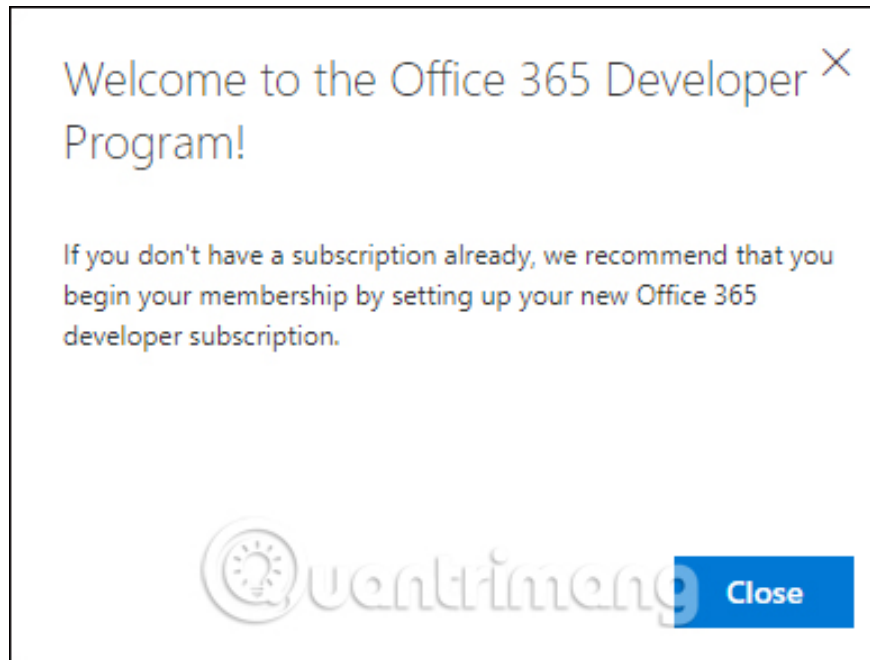 Welcome to the Office 365 Developer
Program!
If you don't have a subscription already, we recommend that you
begin your membership by setting up your new Office 365
developer subscription.
Quantrimang
Close